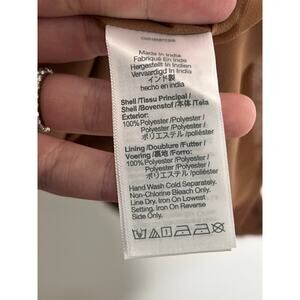 Made In India
Fabriqué En Inde
Hergestellt In Indien
Vervaardigd In India
インド製
hecho en india
Shell /Tissu Principal /
Shell /Bovenstof /本体 /Tela
Exterior:
100% Polyester /Polyester
/Polyester /Polyester /
ポリエステル /poliéster
Lining /Doublure /Futter /
Voering /裏地 /Forro:
100% Polyester /Polyester
/Polyester /Polyester /
ポリエステル /poliéster
Hand Wash Cold Separately.
Non-Chlorine Bleach Only.
Line Dry. Iron On Lowest
Setting. Iron On Reverse
Side Only.